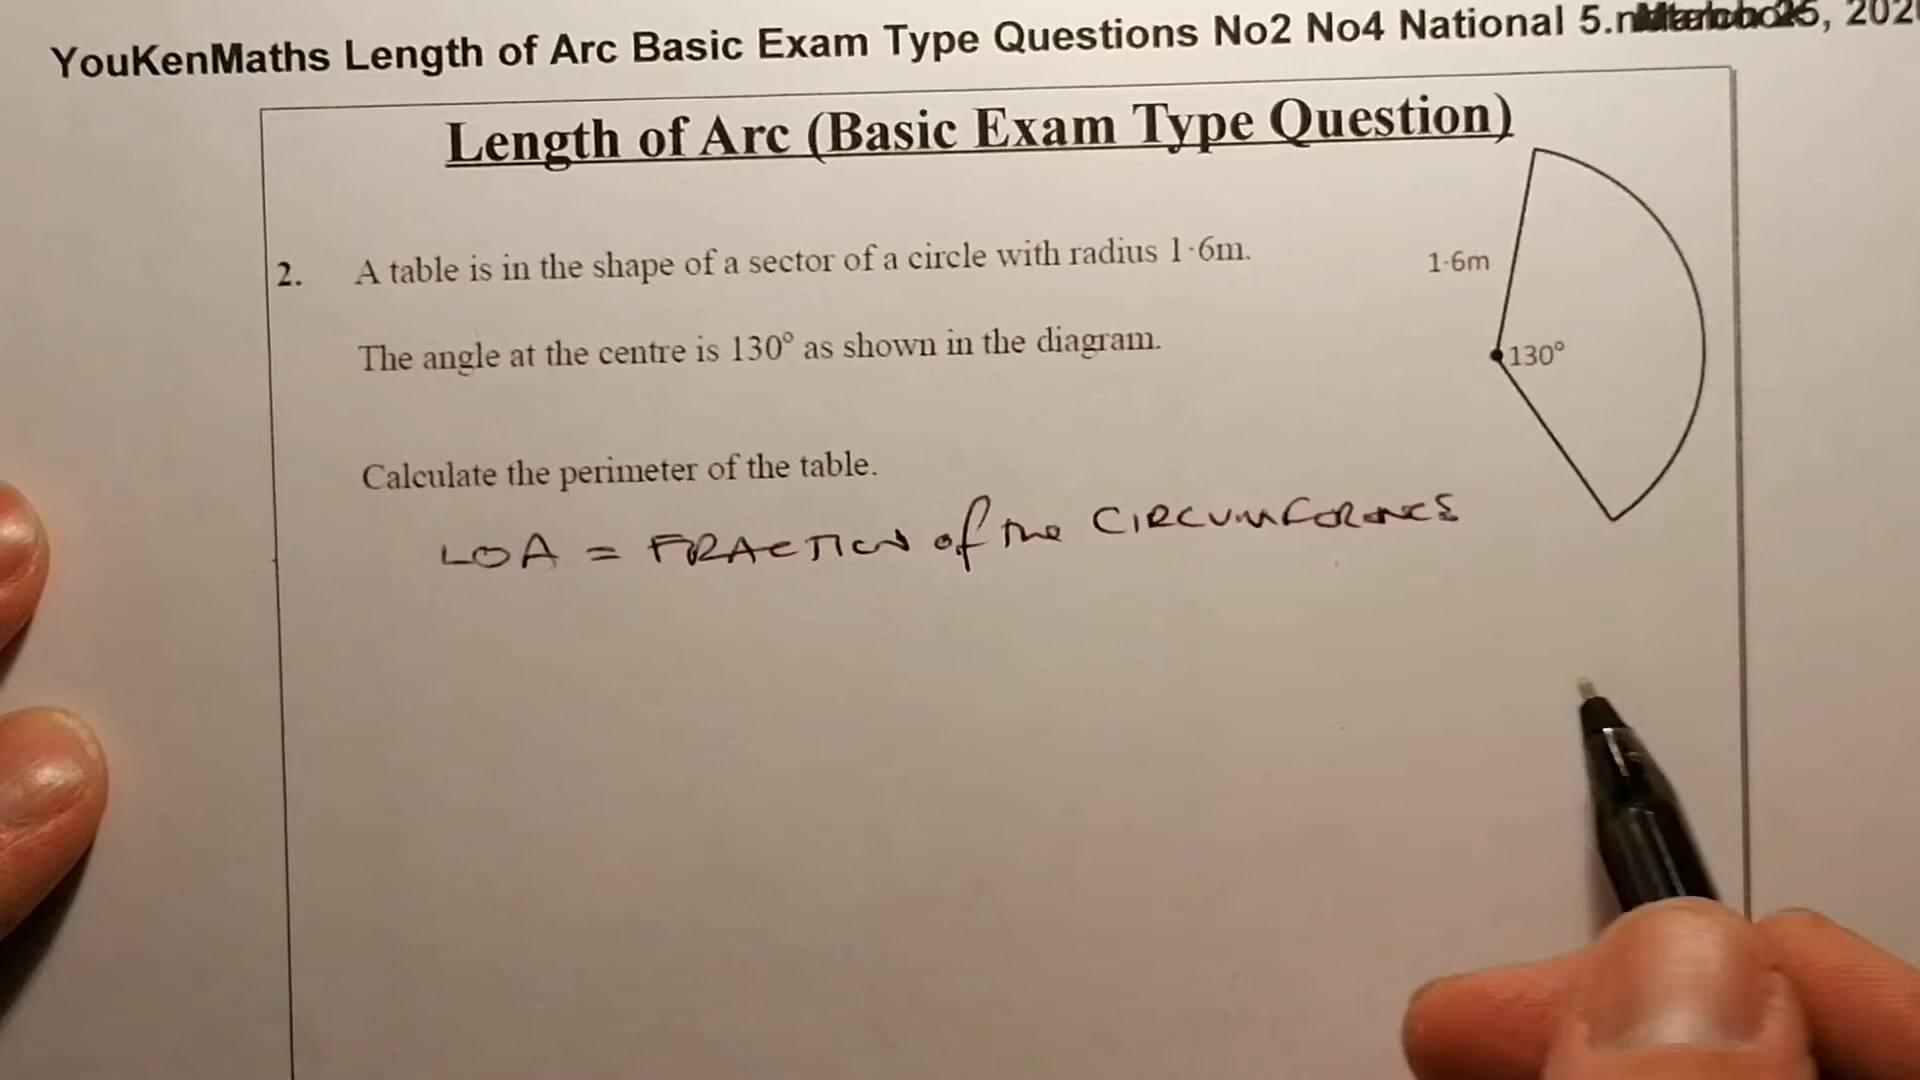 YouKenMaths Length of Arc Basic Exam Type Questions No2 No4 National 5. 25, 202
Length of Arc (Basic Exam Type Question)
2. A table is in the shape of a sector of a circle with radius 1·6m.
1·6m
The angle at the centre is 130° as shown in the diagram.
130°
Calculate the perimeter of the table.
LOA = FRACTION of the CIRCUMFORENCE